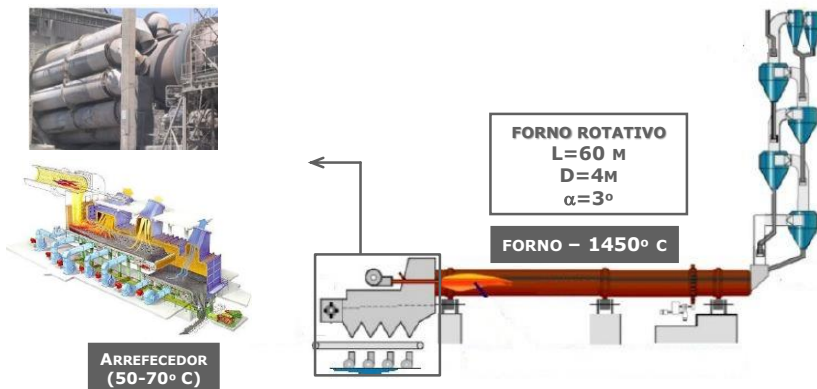 FORNO ROTATIVO
L=60 M
D=4M
α=3º
FORNO – 1450º C
ARREFECEDOR
(50-70º C)